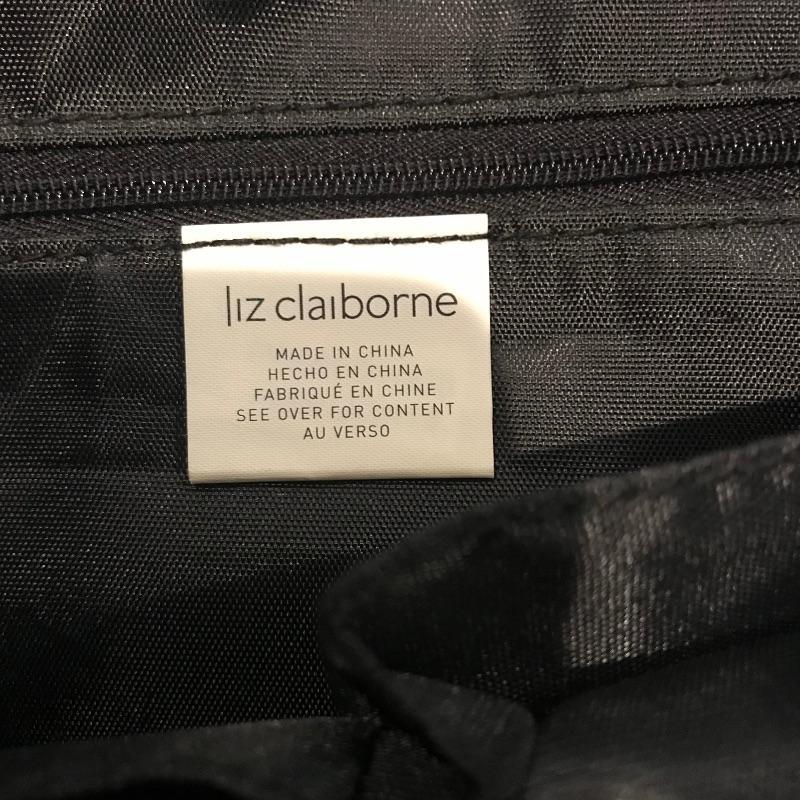 liz claiborne
MADE IN CHINA
HECHO EN CHINA
FABRIQUÉ EN CHINE
SEE OVER FOR CONTENT
AU VERSO